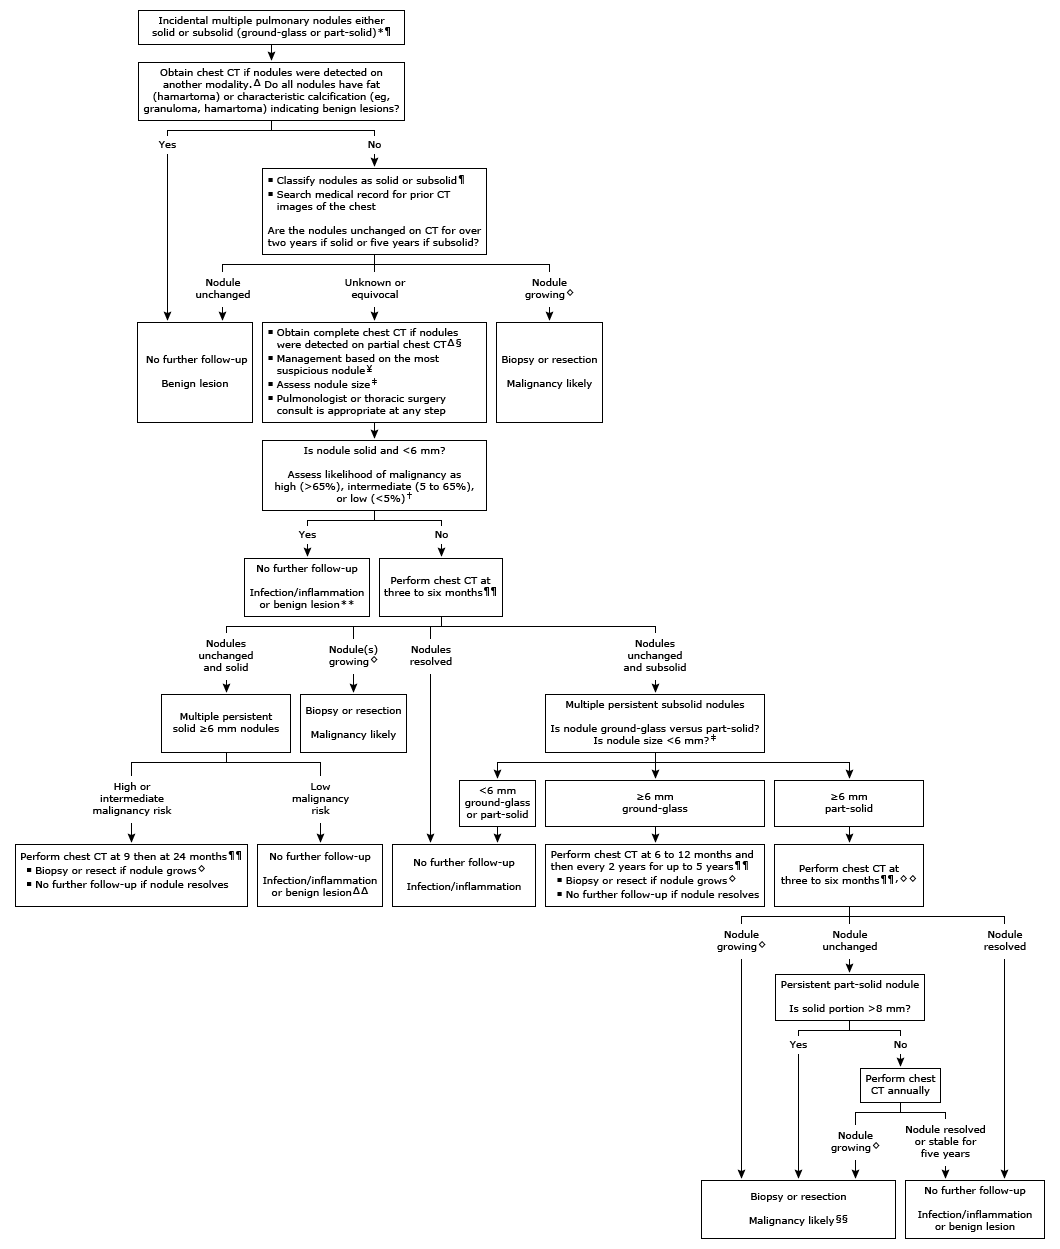 Incidental multiple pulmonary nodules either
solid or subsolid (ground-glass or part-solid)*¶
Obtain chest CT if nodules were detected on
another modality.Δ Do all nodules have fat
(hamartoma) or characteristic calcification (eg,
granuloma, hamartoma) indicating benign lesions?
Yes
No
▪ Classify nodules as solid or subsolid¶
▪ Search medical record for prior CT
images of the chest
Are the nodules unchanged on CT for over
two years if solid or five years if subsolid?
Nodule
unchanged
Unknown or
equivocal
Nodule
growing◇
No further follow-up
Benign lesion
▪ Obtain complete chest CT if nodules
were detected on partial chest CTΔ§
▪ Management based on the most
suspicious nodule¥
▪ Assess nodule size‡
▪ Pulmonologist or thoracic surgery
consult is appropriate at any step
Biopsy or resection
Malignancy likely
Is nodule solid and <6 mm?
Assess likelihood of malignancy as
high (>65%), intermediate (5 to 65%),
or low (<5%)†
Yes
No
No further follow-up
Infection/inflammation
or benign lesion**
Perform chest CT at
three to six months¶¶
Nodules
unchanged
and solid
Nodule(s)
growing◇
Nodules
resolved
Nodules
unchanged
and subsolid
Multiple persistent
solid ≥6 mm nodules
Biopsy or resection
Malignancy likely
Multiple persistent subsolid nodules
Is nodule ground-glass versus part-solid?
Is nodule size <6 mm?‡
High or
intermediate
malignancy risk
Low
malignancy
risk
<6 mm
ground-glass
or part-solid
≥6 mm
ground-glass
≥6 mm
part-solid
Perform chest CT at 9 then at 24 months¶¶
▪ Biopsy or resect if nodule grows◇
▪ No further follow-up if nodule resolves
No further follow-up
Infection/inflammation
or benign lesionΔΔ
No further follow-up
Infection/inflammation
Perform chest CT at 6 to 12 months and
then every 2 years for up to 5 years¶¶
▪ Biopsy or resect if nodule grows◇
▪ No further follow-up if nodule resolves
Perform chest CT at
three to six months¶¶,◇◇
Nodule
growing◇
Nodule
unchanged
Nodule
resolved
Persistent part-solid nodule
Is solid portion >8 mm?
Yes
No
Perform chest
CT annually
Nodule
growing◇
Nodule resolved
or stable for
five years
Biopsy or resection
Malignancy likely§§
No further follow-up
Infection/inflammation
or benign lesion